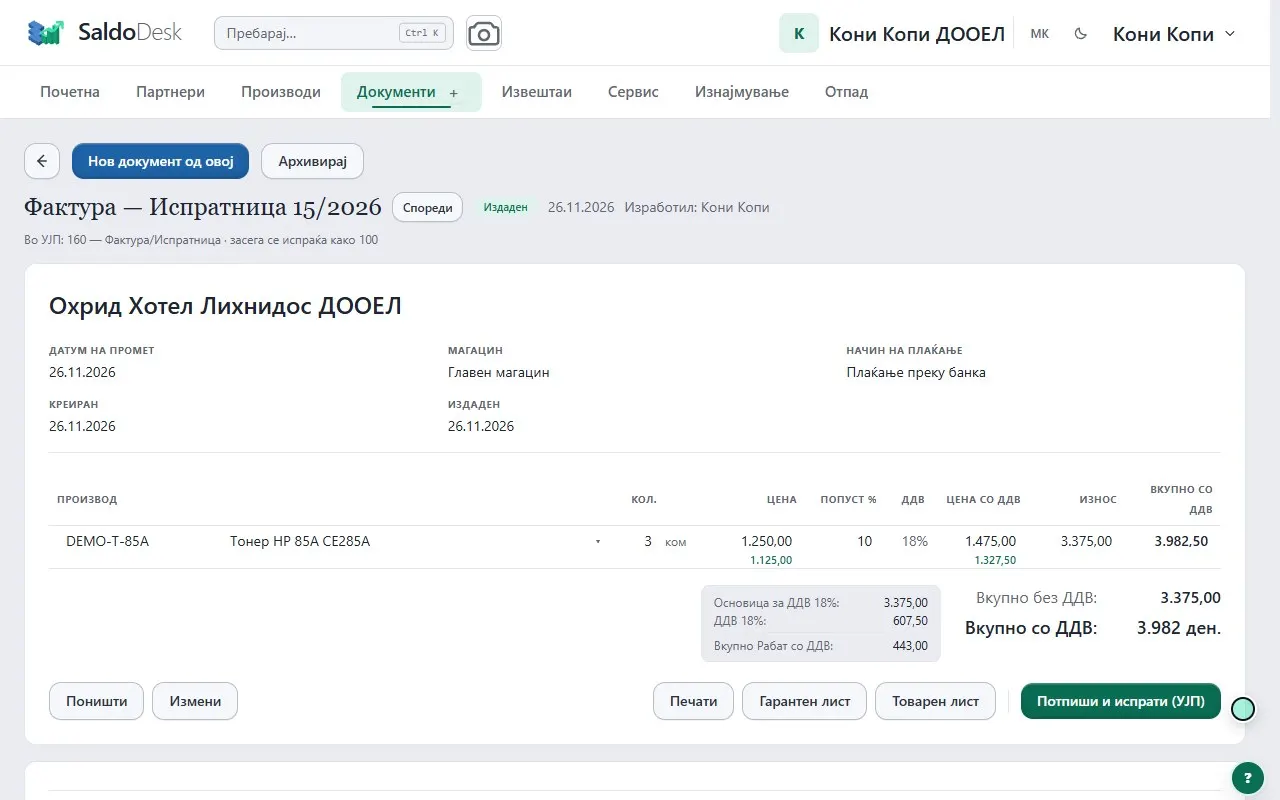 SaldoDesk
Пребарај...
Ctrl K
К
Кони Копи ДООЕЛ
МК
Кони Копи
Почетна
Партнери
Производи
Документи +
Извештаи
Сервис
Изнајмување
Отпад
Нов документ од овој
Архивирај
Фактура — Испратница 15/2026
Спореди
Издаден
26.11.2026
Изработил: Кони Копи
Во УЈП: 160 — Фактура/Испратница · засега се испраќа како 100
Охрид Хотел Лихнидос ДООЕЛ
ДАТУМ НА ПРОМЕТ
26.11.2026
МАГАЦИН
Главен магацин
НАЧИН НА ПЛАЌАЊЕ
Плаќање преку банка
КРЕИРАН
26.11.2026
ИЗДАДЕН
26.11.2026
ПРОИЗВОД КОЛ. ЦЕНА ПОПУСТ % ДДВ ЦЕНА СО ДДВ ИЗНОС ВКУПНО СО ДДВ
DEMO-T-85A Тонер HP 85A CE285A 3 ком 1.250,00 10 18% 1.475,00 3.375,00 3.982,50
1.125,00 1.327,50
Основица за ДДВ 18%: 3.375,00
ДДВ 18%: 607,50
Вкупно Рабат со ДДВ: 443,00
Вкупно без ДДВ: 3.375,00
Вкупно со ДДВ: 3.982 ден.
Поништи
Измени
Печати
Гарантен лист
Товарен лист
Потпиши и испрати (УЈП)
?